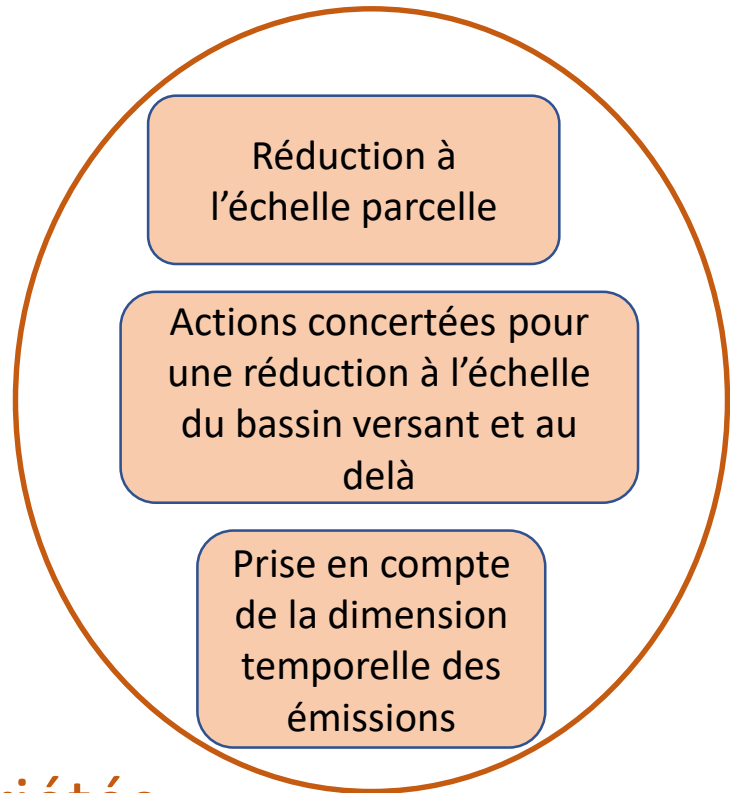 Réduction à
l’échelle parcelle
Actions concertées pour
une réduction à l’échelle
du bassin versant et au
delà
Prise en compte
de la dimension
temporelle des
émissions